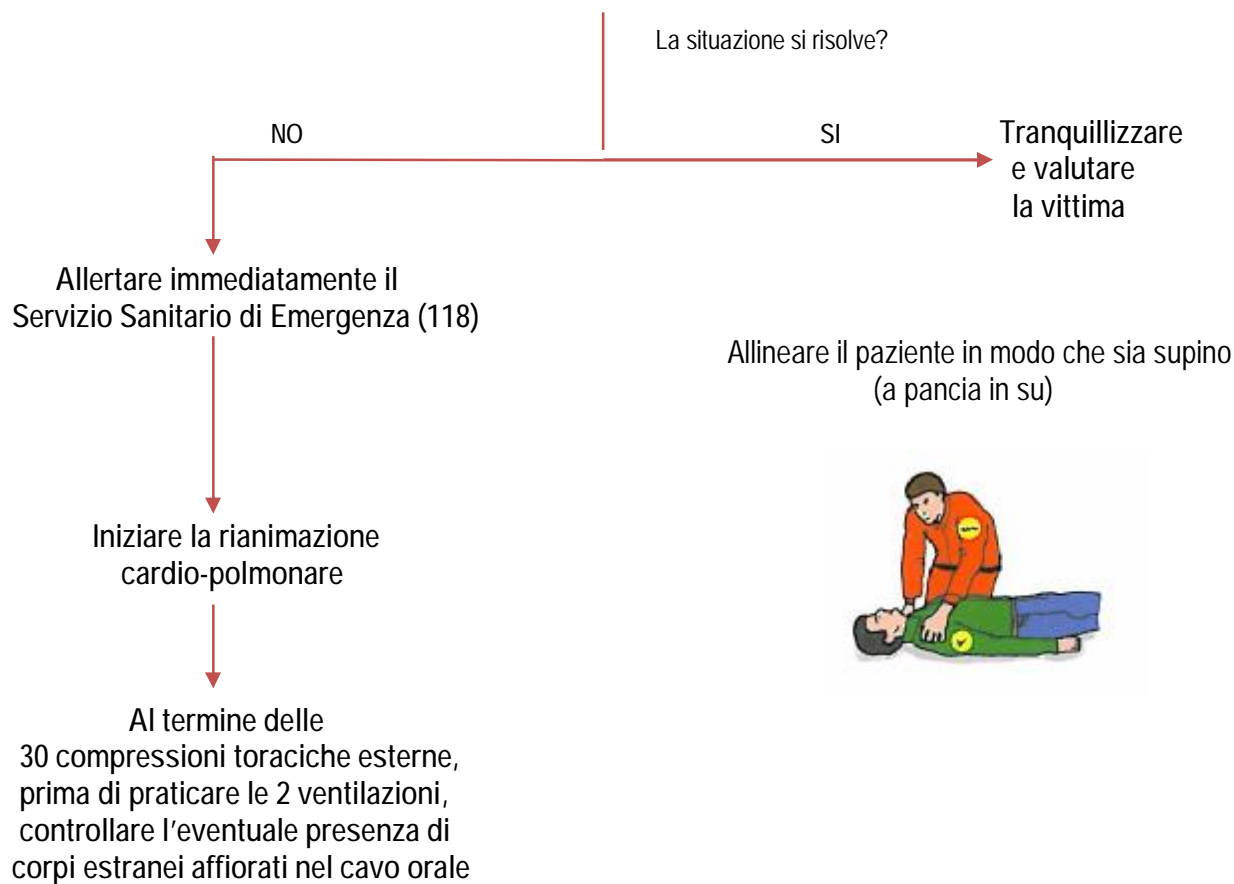 La situazione si risolve?
NO
SI
Tranquillizzare
e valutare
la vittima
Allertare immediatamente il
Servizio Sanitario di Emergenza (118)
Allineare il paziente in modo che sia supino
(a pancia in su)
Iniziare la rianimazione
cardio-polmonare
Al termine delle
30 compressioni toraciche esterne,
prima di praticare le 2 ventilazioni,
controllare l'eventuale presenza di
corpi estranei affiorati nel cavo orale